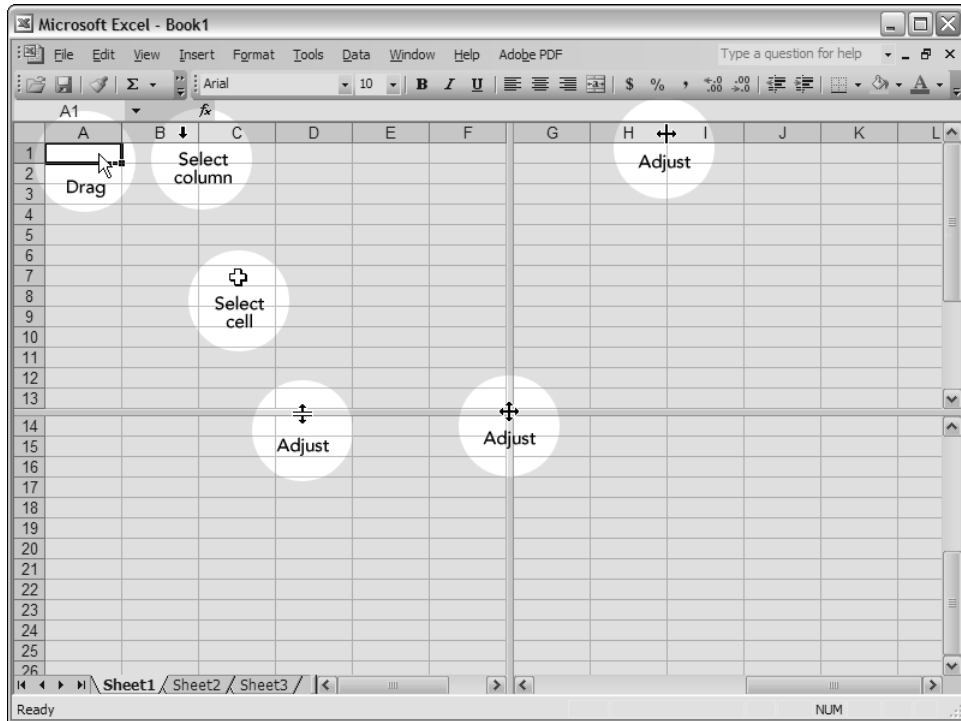 Microsoft Excel - Book1
File Edit View Insert Format Tools Data Window Help Adobe PDF Type a question for help
Σ Arial 10 B I U $ % , A
A1 fx
A B C D E F G H I J K L
1
2
3
4
5
6
7
8
9
10
11
12
13
14
15
16
17
18
19
20
21
22
23
24
25
26
Drag
Select
column
Adjust
Select
cell
Adjust
Adjust
Sheet1 Sheet2 Sheet3
Ready NUM